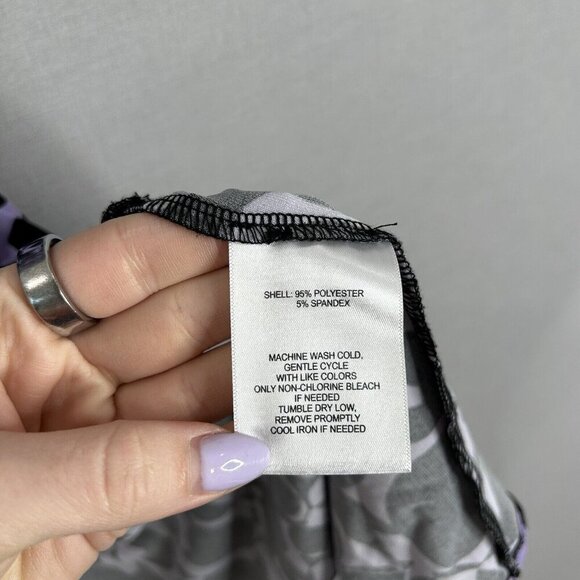 SHELL: 95% POLYESTER
5% SPANDEX
MACHINE WASH COLD,
GENTLE CYCLE
WITH LIKE COLORS
ONLY NON-CHLORINE BLEACH
IF NEEDED
TUMBLE DRY LOW,
REMOVE PROMPTLY
COOL IRON IF NEEDED